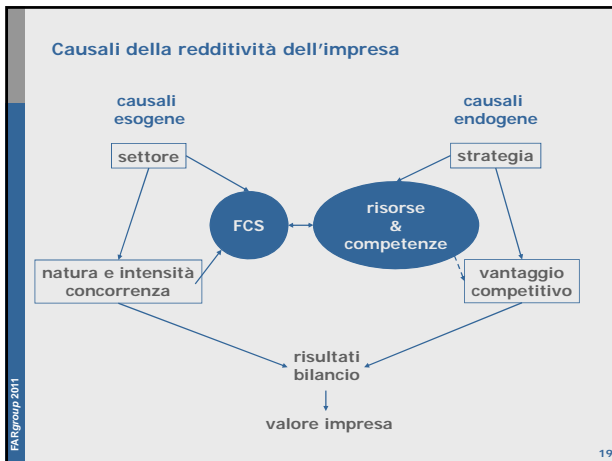 Causali della redditività dell'impresa
causali
esogene
causali
endogene
settore
strategia
FCS
risorse
&
competenze
natura e intensità
concorrenza
vantaggio
competitivo
risultati
bilancio
valore impresa
FARgroup 2011
19